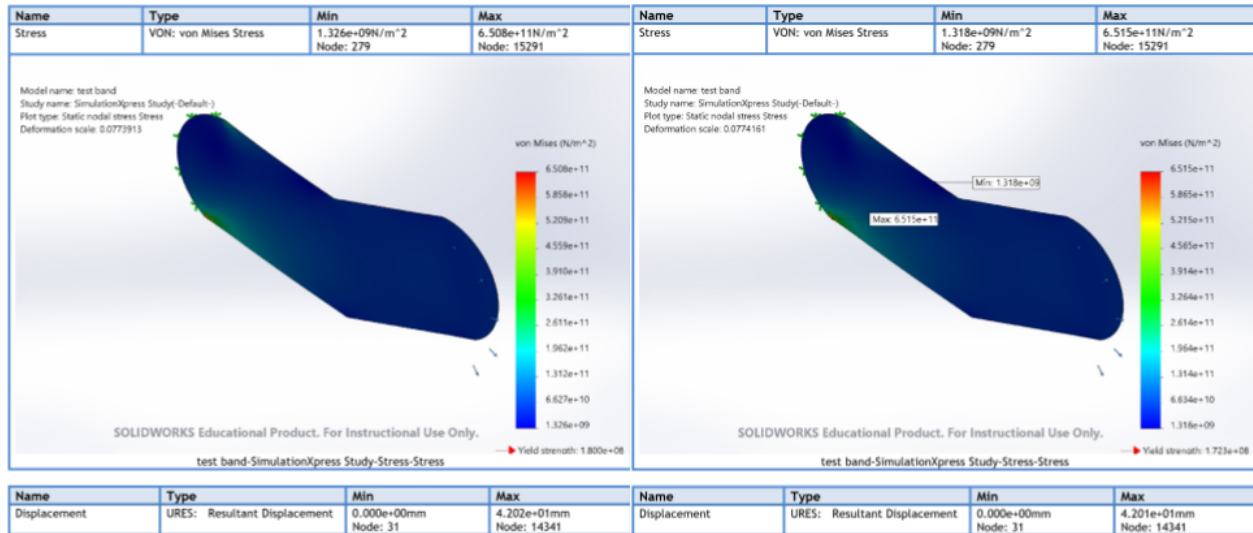 Name Type Min Max
Stress VON: von Mises Stress 1.326e+09N/m^2 6.508e+11N/m^2
Node: 279 Node: 15291
Model name: test band
Study name: SimulationXpress Study(-Default-)
Plot type: Static nodal stress Stress
Deformation scale: 0.0773913
von Mises (N/m^2)
6.508e+11
5.858e+11
5.209e+11
4.559e+11
3.910e+11
3.261e+11
2.611e+11
1.962e+11
1.312e+11
6.627e+10
1.326e+09
SOLIDWORKS Educational Product. For Instructional Use Only.
Yield strength: 1.800e+08
test band-SimulationXpress Study-Stress-Stress
Name Type Min Max
Displacement URES: Resultant Displacement 0.000e+00mm 4.202e+01mm
Node: 31 Node: 14341
Name Type Min Max
Stress VON: von Mises Stress 1.318e+09N/m^2 6.515e+11N/m^2
Node: 279 Node: 15291
Model name: test band
Study name: SimulationXpress Study(-Default-)
Plot type: Static nodal stress Stress
Deformation scale: 0.0774161
von Mises (N/m^2)
Min: 1.318e+09
Max: 6.515e+11
6.515e+11
5.865e+11
5.215e+11
4.565e+11
3.914e+11
3.264e+11
2.614e+11
1.964e+11
1.314e+11
6.634e+10
1.318e+09
SOLIDWORKS Educational Product. For Instructional Use Only.
Yield strength: 1.723e+08
test band-SimulationXpress Study-Stress-Stress
Name Type Min Max
Displacement URES: Resultant Displacement 0.000e+00mm 4.201e+01mm
Node: 31 Node: 14341